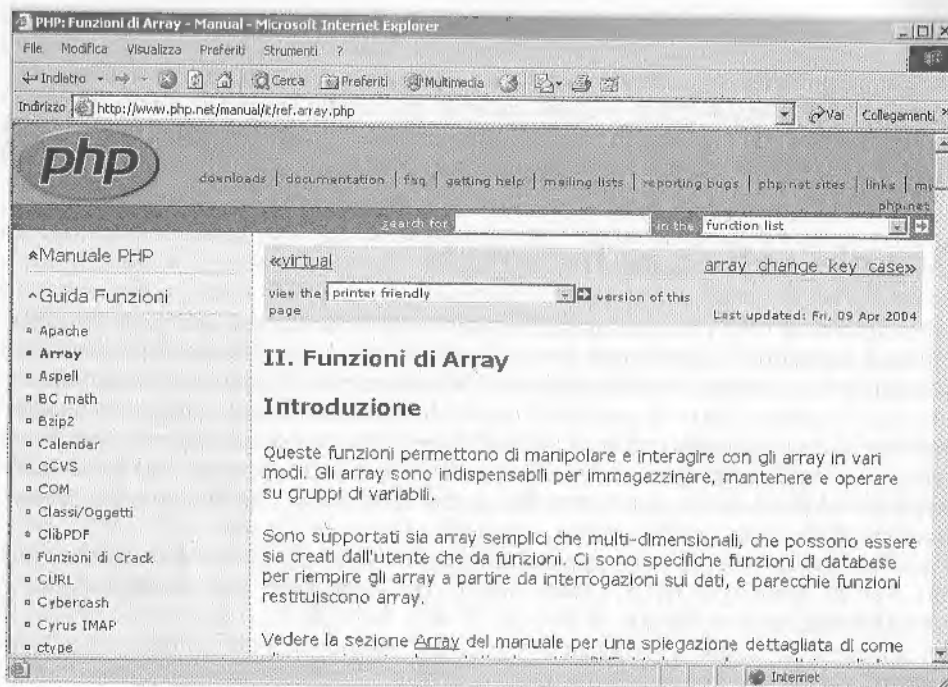 PHP: Funzioni di Array - Manual - Microsoft Internet Explorer
File Modifica Visualizza Preferiti Strumenti ?
Indietro Cerca Preferiti Multimedia
Indirizzo http://www.php.net/manual/it/ref.array.php Vai Collegamenti
php
downloads | documentation | faq | getting help | mailing lists | reporting bugs | php.net sites | links | my
php.net
search for in the function list
Manuale PHP
Guida Funzioni
Apache
Array
Aspell
BC math
Bzip2
Calendar
CCVS
COM
Classi/Oggetti
ClibPDF
Funzioni di Crack
CURL
Cybercash
Cyrus IMAP
ctype
«virtual
array_change_key_case»
view the printer friendly version of this
page
Last updated: Fri, 09 Apr 2004
II. Funzioni di Array
Introduzione
Queste funzioni permettono di manipolare e interagire con gli array in vari
modi. Gli array sono indispensabili per immagazzinare, mantenere e operare
su gruppi di variabili.
Sono supportati sia array semplici che multi-dimensionali, che possono essere
sia creati dall'utente che da funzioni. Ci sono specifiche funzioni di database
per riempire gli array a partire da interrogazioni sui dati, e parecchie funzioni
restituiscono array.
Vedere la sezione Array del manuale per una spiegazione dettagliata di come
Internet